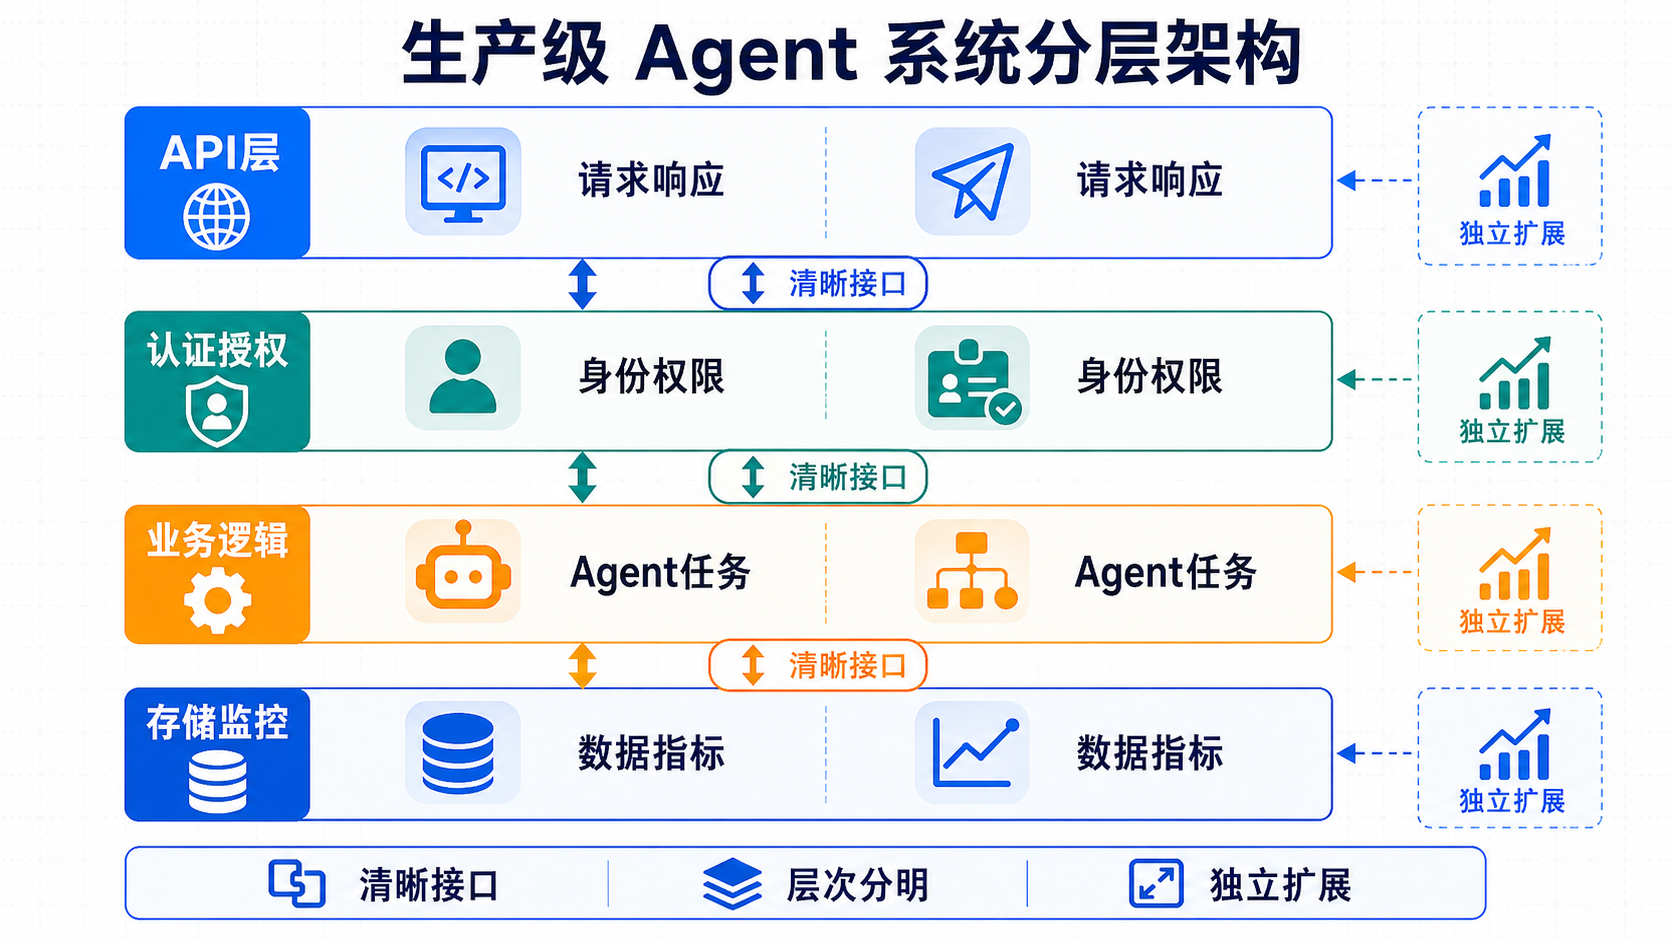 生产级 Agent 系统分层架构
API层
</>
请求响应
请求响应
独立扩展
清晰接口
认证授权
身份权限
身份权限
独立扩展
清晰接口
业务逻辑
Agent任务
Agent任务
独立扩展
清晰接口
存储监控
数据指标
数据指标
独立扩展
清晰接口
层次分明
独立扩展